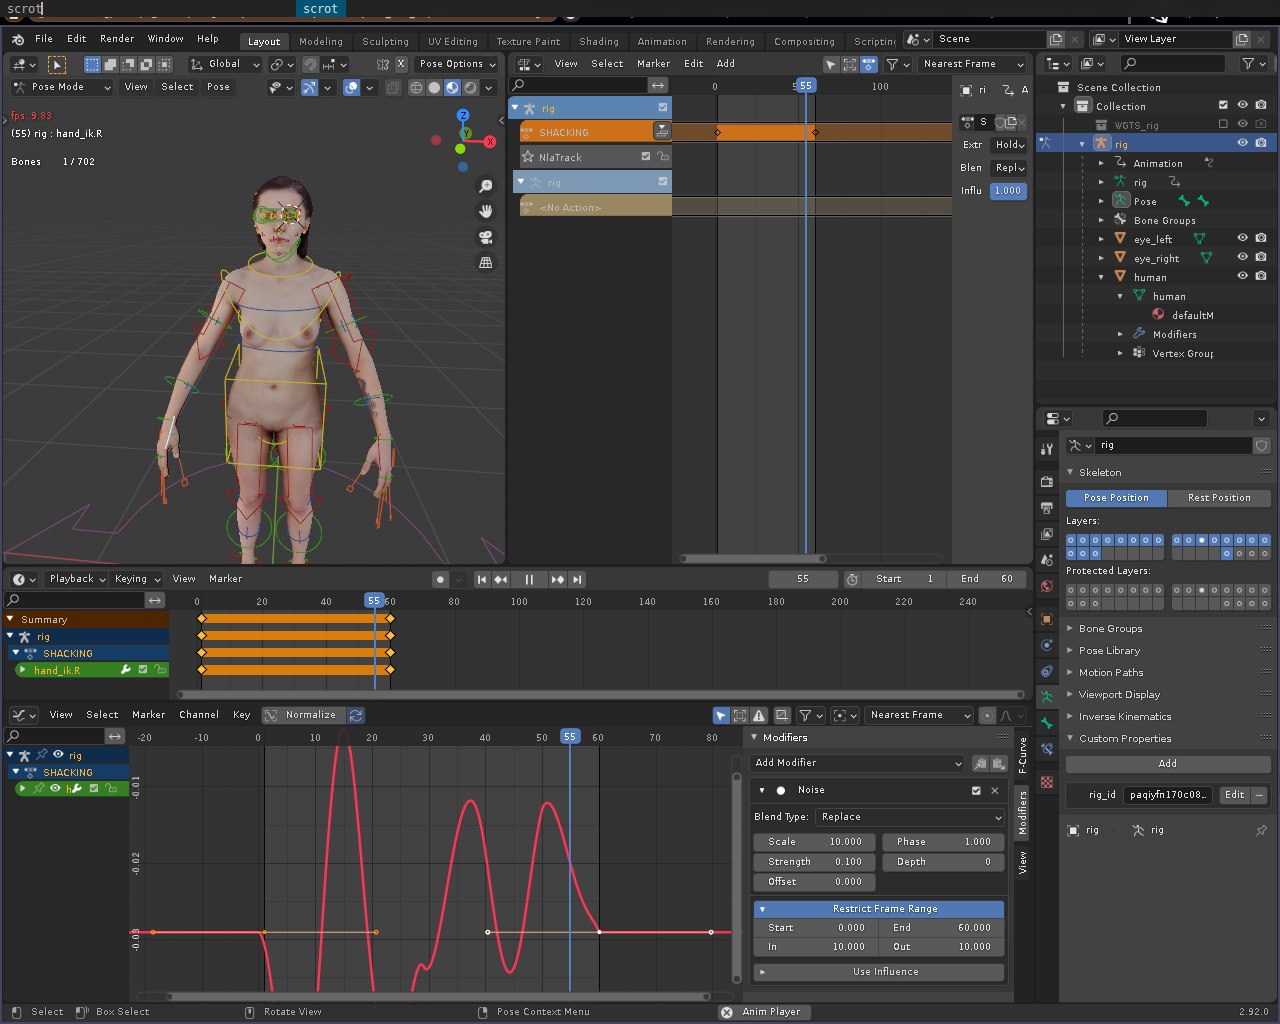 scrot scrot
File Edit Render Window Help Layout Modeling Sculpting UV Editing Texture Paint Shading Animation Rendering Compositing Scripting Scene View Layer
Global X Pose Options
Pose Mode View Select Pose
fps: 9.83
(55) rig : hand_ik.R
Bones 1 / 702
Z
Y
X
View Select Marker Edit Add Nearest Frame
0 55 100
rig
SHACKING
NlaTrack
rig
<No Action>
ri A
S
Extr Hold
Blen Repl
Influ 1.000
Scene Collection
Collection
WGTS_rig
rig
Animation
rig
Pose
Bone Groups
eye_left
eye_right
human
human
defaultM
Modifiers
Vertex Group
rig
Skeleton
Pose Position Rest Position
Layers:
Protected Layers:
Bone Groups
Pose Library
Motion Paths
Viewport Display
Inverse Kinematics
Custom Properties
Add
rig_id paqiyfn170c08... Edit
rig rig
Playback Keying View Marker 55 Start 1 End 60
0 20 40 55 60 80 100 120 140 160 180 200 220 240
Summary
rig
SHACKING
hand_ik.R
View Select Marker Channel Key Normalize Nearest Frame
-20 -10 0 10 20 30 40 55 60 70 80
rig
SHACKING
h
-0.01
-0.02
-0.03
Modifiers
Add Modifier
Noise
Blend Type: Replace
Scale 10.000 Phase 1.000
Strength 0.100 Depth 0
Offset 0.000
Restrict Frame Range
Start 0.000 End 60.000
In 10.000 Out 10.000
Use Influence
F-Curve
Modifiers
View
Select Box Select Rotate View Pose Context Menu Anim Player 2.92.0